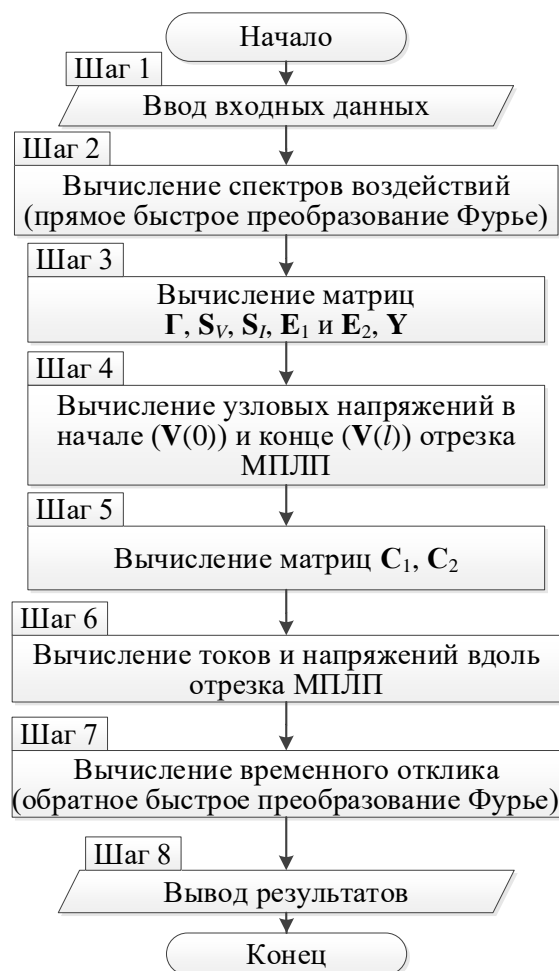 Начало
Шаг 1
Ввод входных данных
Шаг 2
Вычисление спектров воздействий
(прямое быстрое преобразование Фурье)
Шаг 3
Вычисление матриц
Γ, S_V, S_I, E₁ и E₂, Y
Шаг 4
Вычисление узловых напряжений в
начале (V(0)) и конце (V(l)) отрезка
МПЛП
Шаг 5
Вычисление матриц C₁, C₂
Шаг 6
Вычисление токов и напряжений вдоль
отрезка МПЛП
Шаг 7
Вычисление временного отклика
(обратное быстрое преобразование Фурье)
Шаг 8
Вывод результатов
Конец